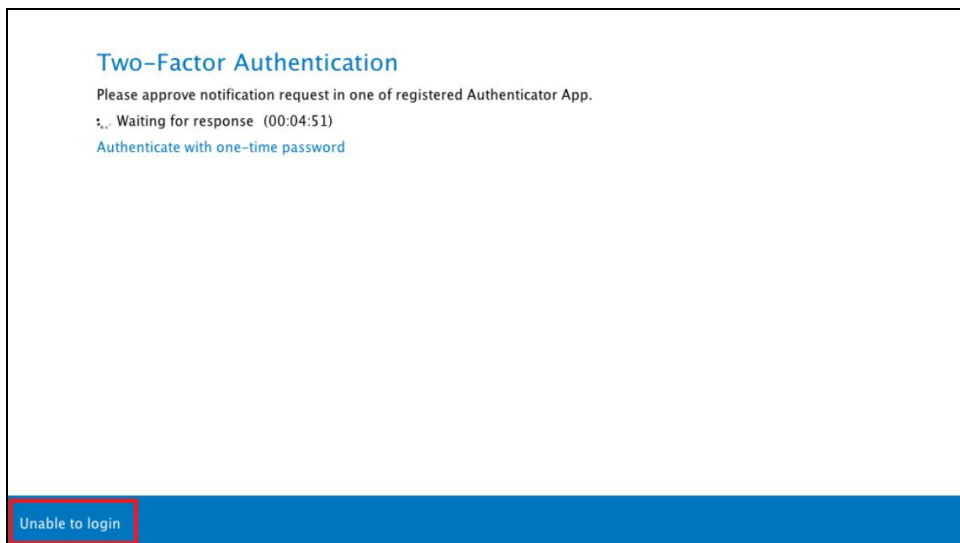 Two-Factor Authentication
Please approve notification request in one of registered Authenticator App.
Waiting for response (00:04:51)
Authenticate with one-time password
Unable to login